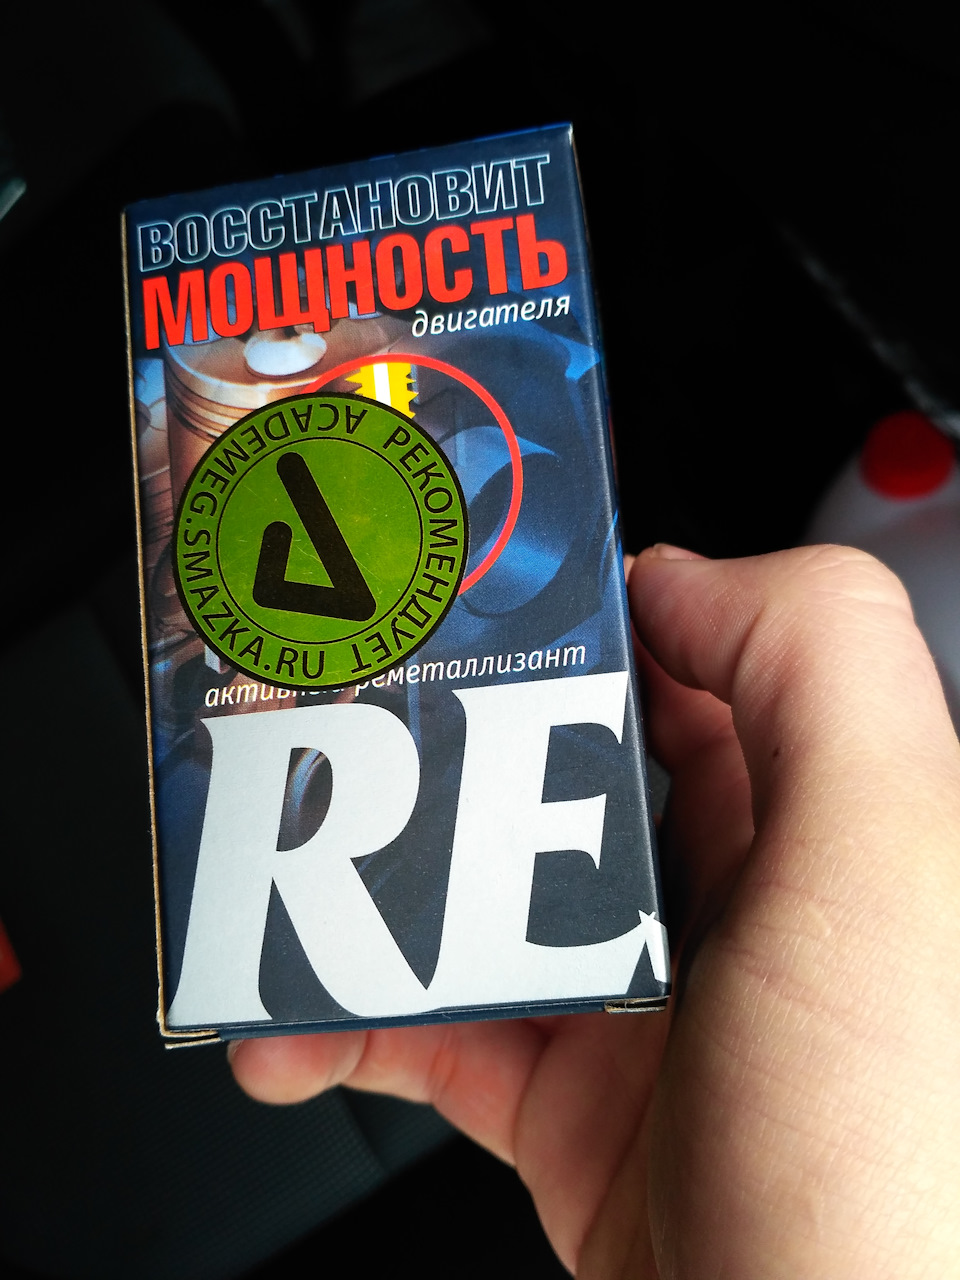 ВОССТАНОВИТ
МОЩНОСТЬ
двигателя
ACADEMEG.SMAZKA.RU
РЕКОМЕНДУЕТ
реметаллизант
RE